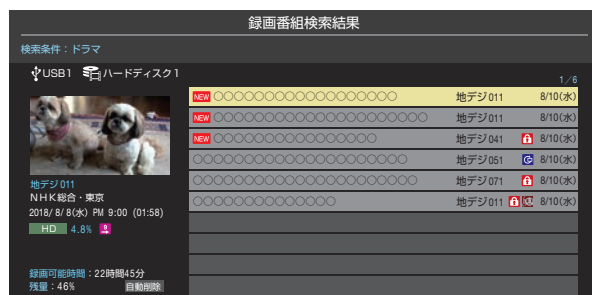 録画番組検索結果
検索条件：ドラマ
USB1 ハードディスク1
1/6
NEW ○○○○○○○○○○○○○○○○○○ 地デジ011 8/10(水)
NEW ○○○○○○○○○○○○○○○○○○○○○ 地デジ011 8/10(水)
NEW ○○○○○○○○○○○○○○○○ 地デジ041 8/10(水)
○○○○○○○○○○○○○○○○○○○○○ 地デジ051 8/10(水)
○○○○○○○○○○○○○○○○○○○○○○ 地デジ071 8/10(水)
○○○○○○○○○○○○○○ 地デジ011 8/10(水)
地デジ011
NHK総合・東京
2018/ 8/ 8(水) PM 9:00 (01:58)
HD 4.8% 9
録画可能時間：22時間45分
残量：46% 自動削除